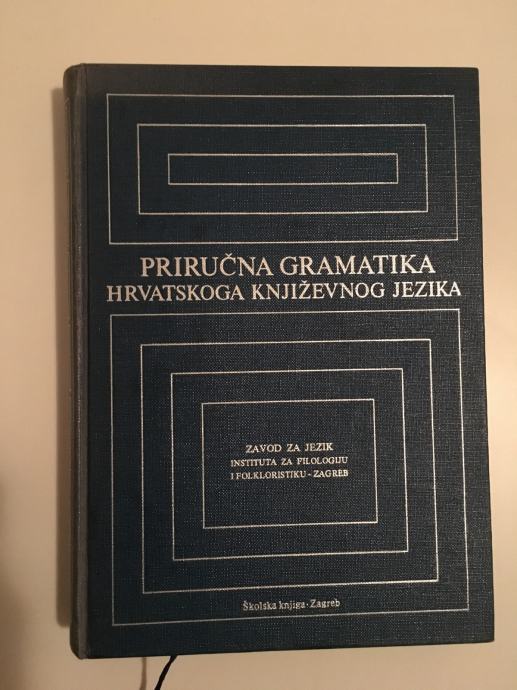 PRIRUČNA GRAMATIKA
HRVATSKOGA KNJIŽEVNOG JEZIKA
ZAVOD ZA JEZIK
INSTITUTA ZA FILOLOGIJU
I FOLKLORISTIKU - ZAGREB
Školska knjiga · Zagreb